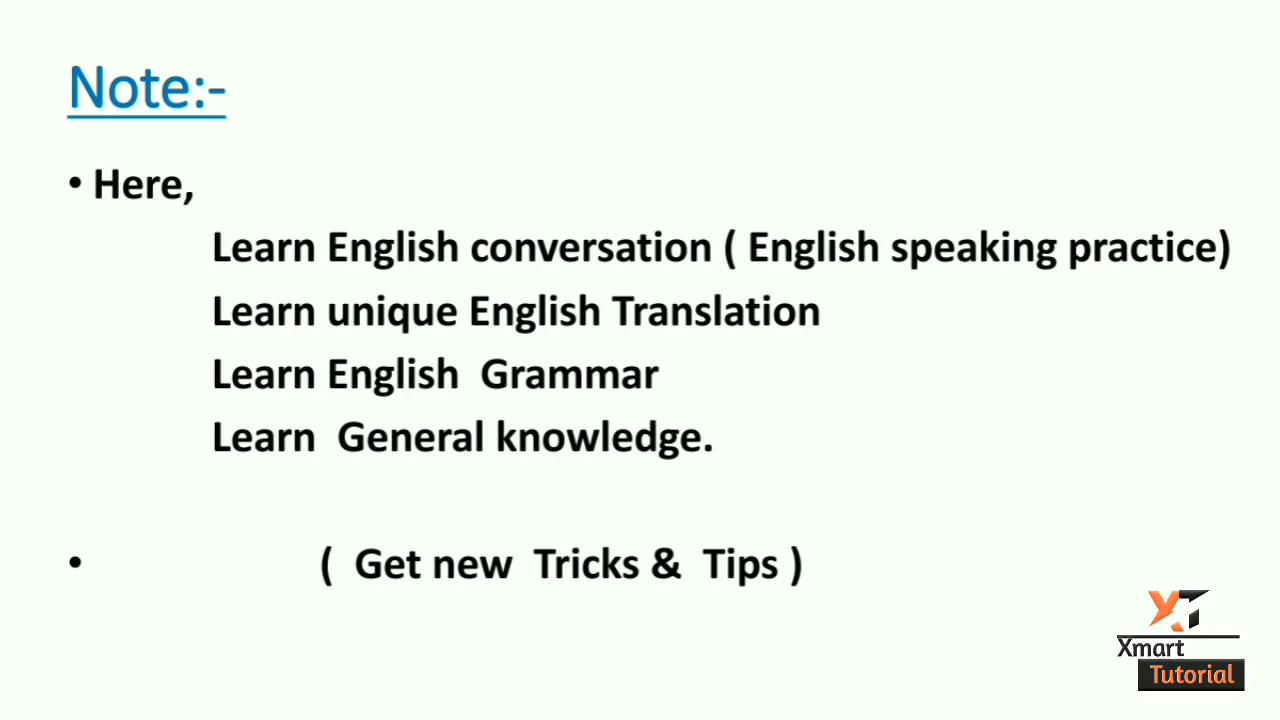 Note:-
• Here,
Learn English conversation ( English speaking practice)
Learn unique English Translation
Learn English  Grammar
Learn  General knowledge.
• (  Get new  Tricks &  Tips )
XT
Xmart
Tutorial